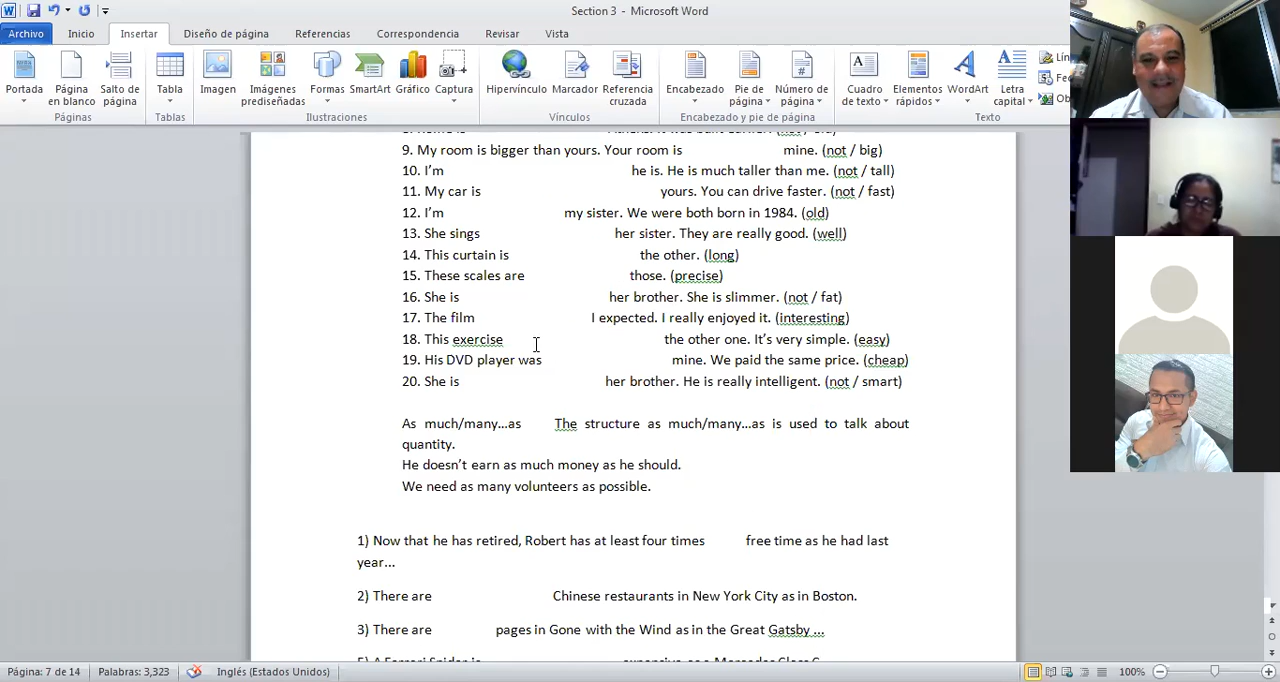 Section 3 - Microsoft Word
Archivo Inicio Insertar Diseño de página Referencias Correspondencia Revisar Vista
Portada Página en blanco Salto de página Tabla Imagen Imágenes prediseñadas Formas SmartArt Gráfico Captura Hipervínculo Marcador Referencia cruzada Encabezado Pie de página Número de página Cuadro de texto Elementos rápidos WordArt Letra capital
Páginas Tablas Ilustraciones Vínculos Encabezado y pie de página Texto
9. My room is bigger than yours. Your room is mine. (not / big)
10. I'm he is. He is much taller than me. (not / tall)
11. My car is yours. You can drive faster. (not / fast)
12. I'm my sister. We were both born in 1984. (old)
13. She sings her sister. They are really good. (well)
14. This curtain is the other. (long)
15. These scales are those. (precise)
16. She is her brother. She is slimmer. (not / fat)
17. The film I expected. I really enjoyed it. (interesting)
18. This exercise the other one. It's very simple. (easy)
19. His DVD player was mine. We paid the same price. (cheap)
20. She is her brother. He is really intelligent. (not / smart)
As much/many...as The structure as much/many...as is used to talk about
quantity.
He doesn't earn as much money as he should.
We need as many volunteers as possible.
1) Now that he has retired, Robert has at least four times free time as he had last
year...
2) There are Chinese restaurants in New York City as in Boston.
3) There are pages in Gone with the Wind as in the Great Gatsby ...
Página: 7 de 14 Palabras: 3,323 Inglés (Estados Unidos) 100%